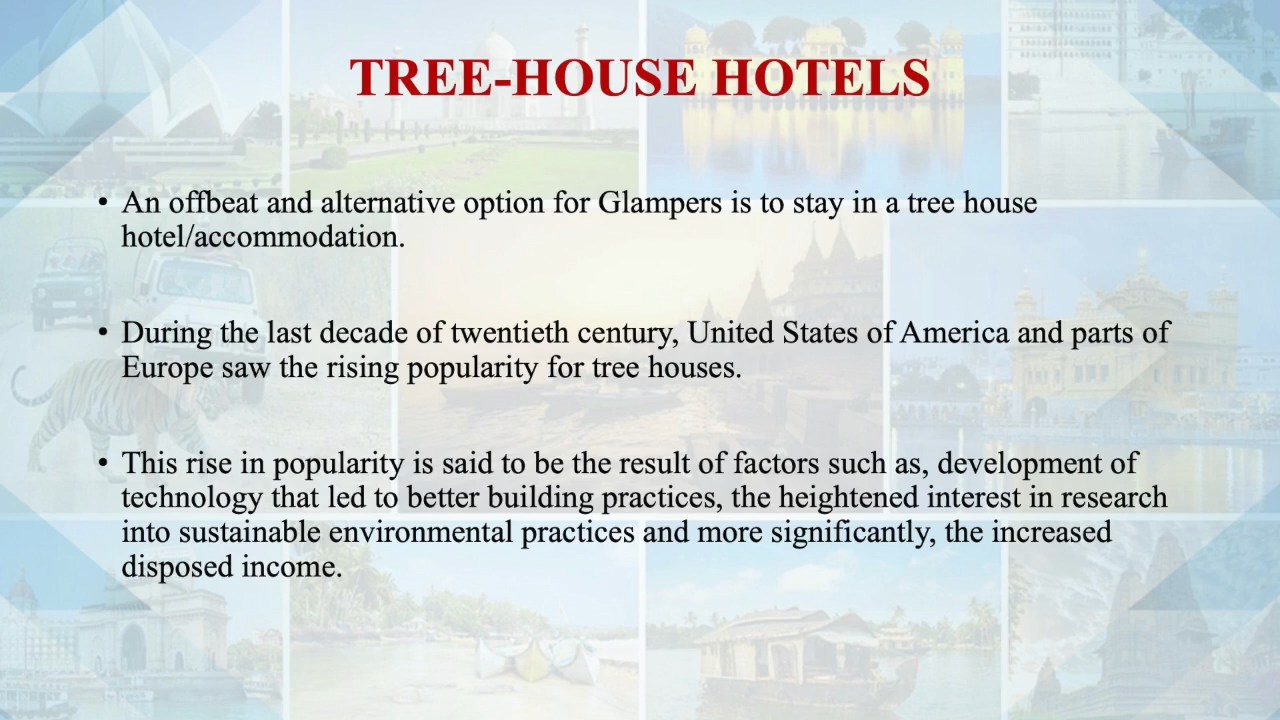 TREE-HOUSE HOTELS
• An offbeat and alternative option for Glampers is to stay in a tree house
hotel/accommodation.
• During the last decade of twentieth century, United States of America and parts of
Europe saw the rising popularity for tree houses.
• This rise in popularity is said to be the result of factors such as, development of
technology that led to better building practices, the heightened interest in research
into sustainable environmental practices and more significantly, the increased
disposed income.